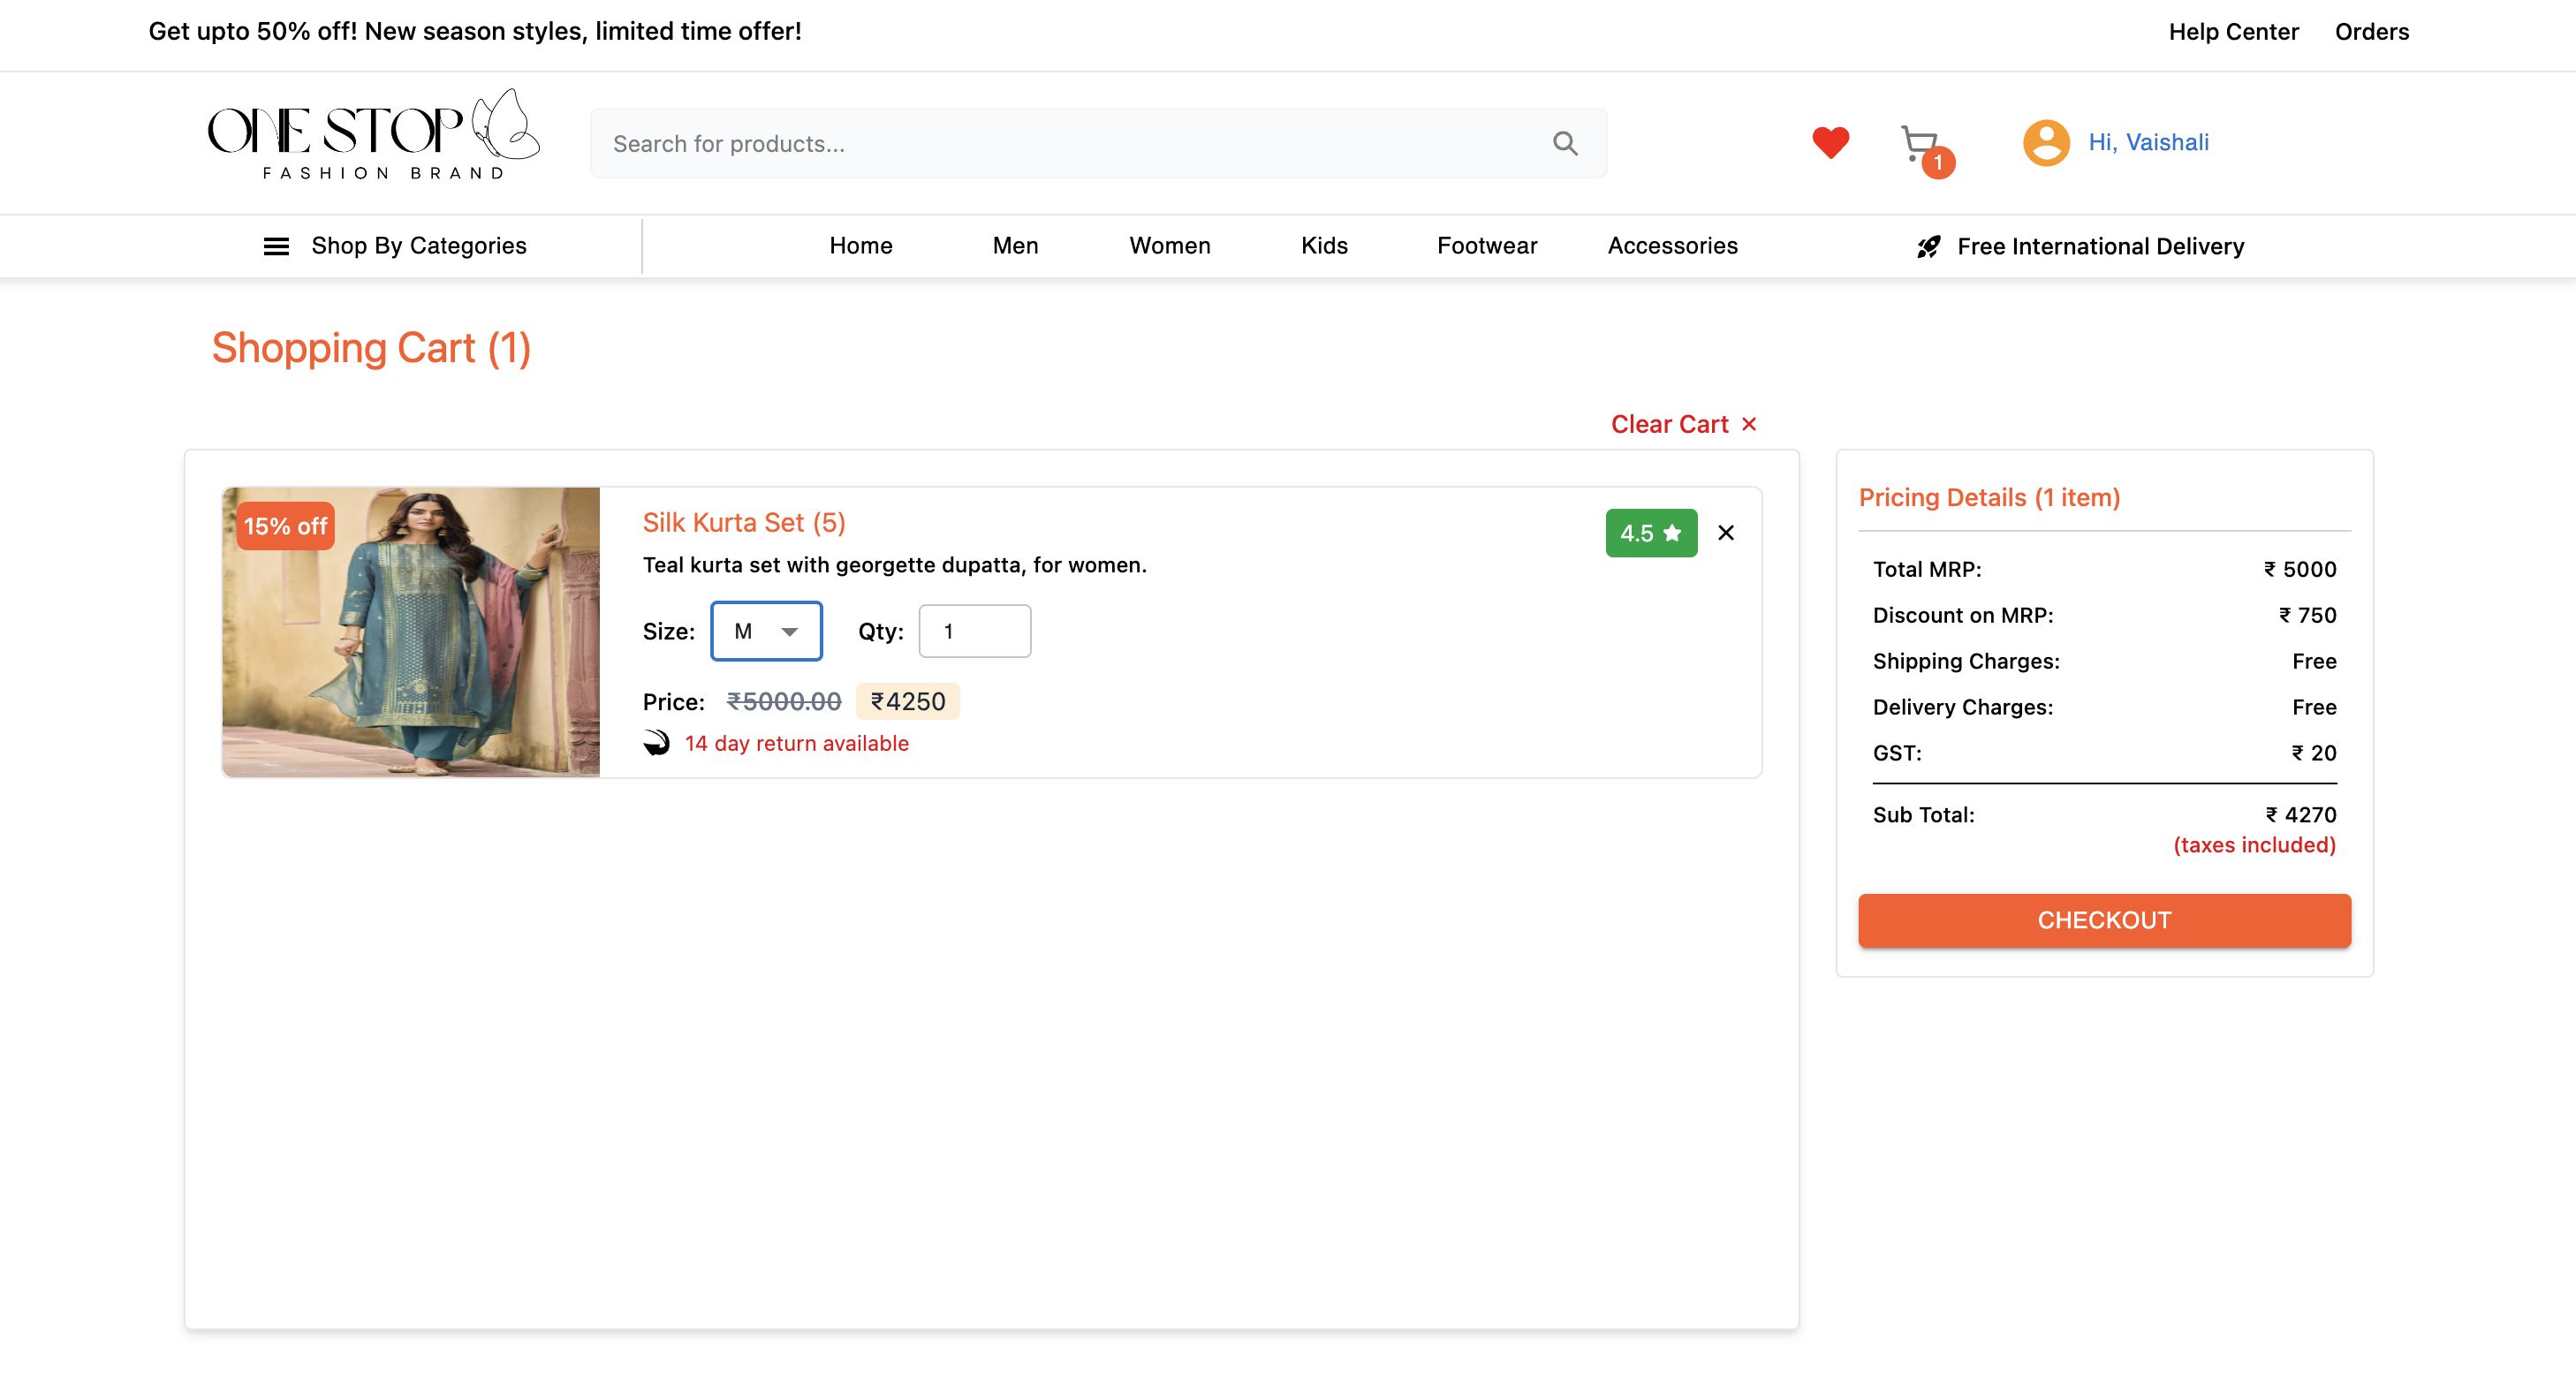 Get upto 50% off! New season styles, limited time offer!
Help Center Orders
ONE STOP
FASHION BRAND
Search for products...
1
Hi, Vaishali
Shop By Categories
Home Men Women Kids Footwear Accessories
Free International Delivery
Shopping Cart (1)
Clear Cart ×
15% off
Silk Kurta Set (5)
4.5
Teal kurta set with georgette dupatta, for women.
Size: M Qty: 1
Price: ₹5000.00 ₹4250
14 day return available
Pricing Details (1 item)
Total MRP: ₹ 5000
Discount on MRP: ₹ 750
Shipping Charges: Free
Delivery Charges: Free
GST: ₹ 20
Sub Total: ₹ 4270
(taxes included)
CHECKOUT